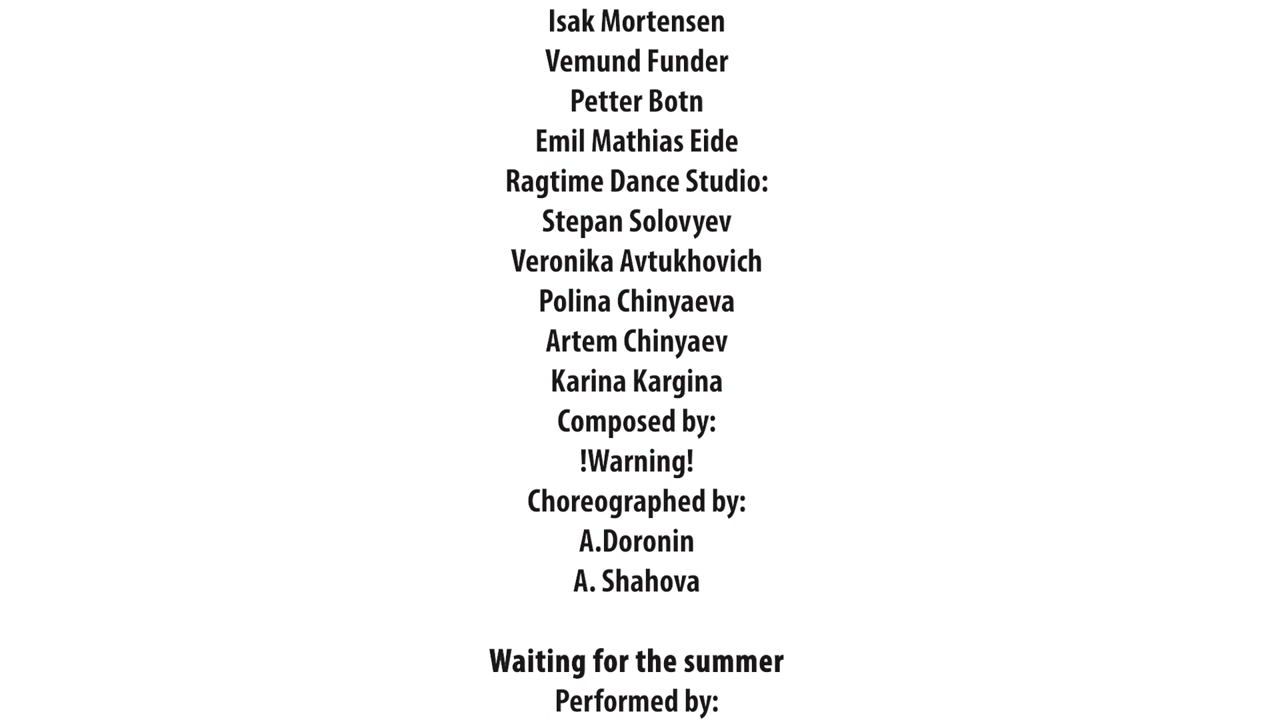 Isak Mortensen
Vemund Funder
Petter Botn
Emil Mathias Eide
Ragtime Dance Studio:
Stepan Solovyev
Veronika Avtukhovich
Polina Chinyaeva
Artem Chinyaev
Karina Kargina
Composed by:
!Warning!
Choreographed by:
A.Doronin
A. Shahova
Waiting for the summer
Performed by: